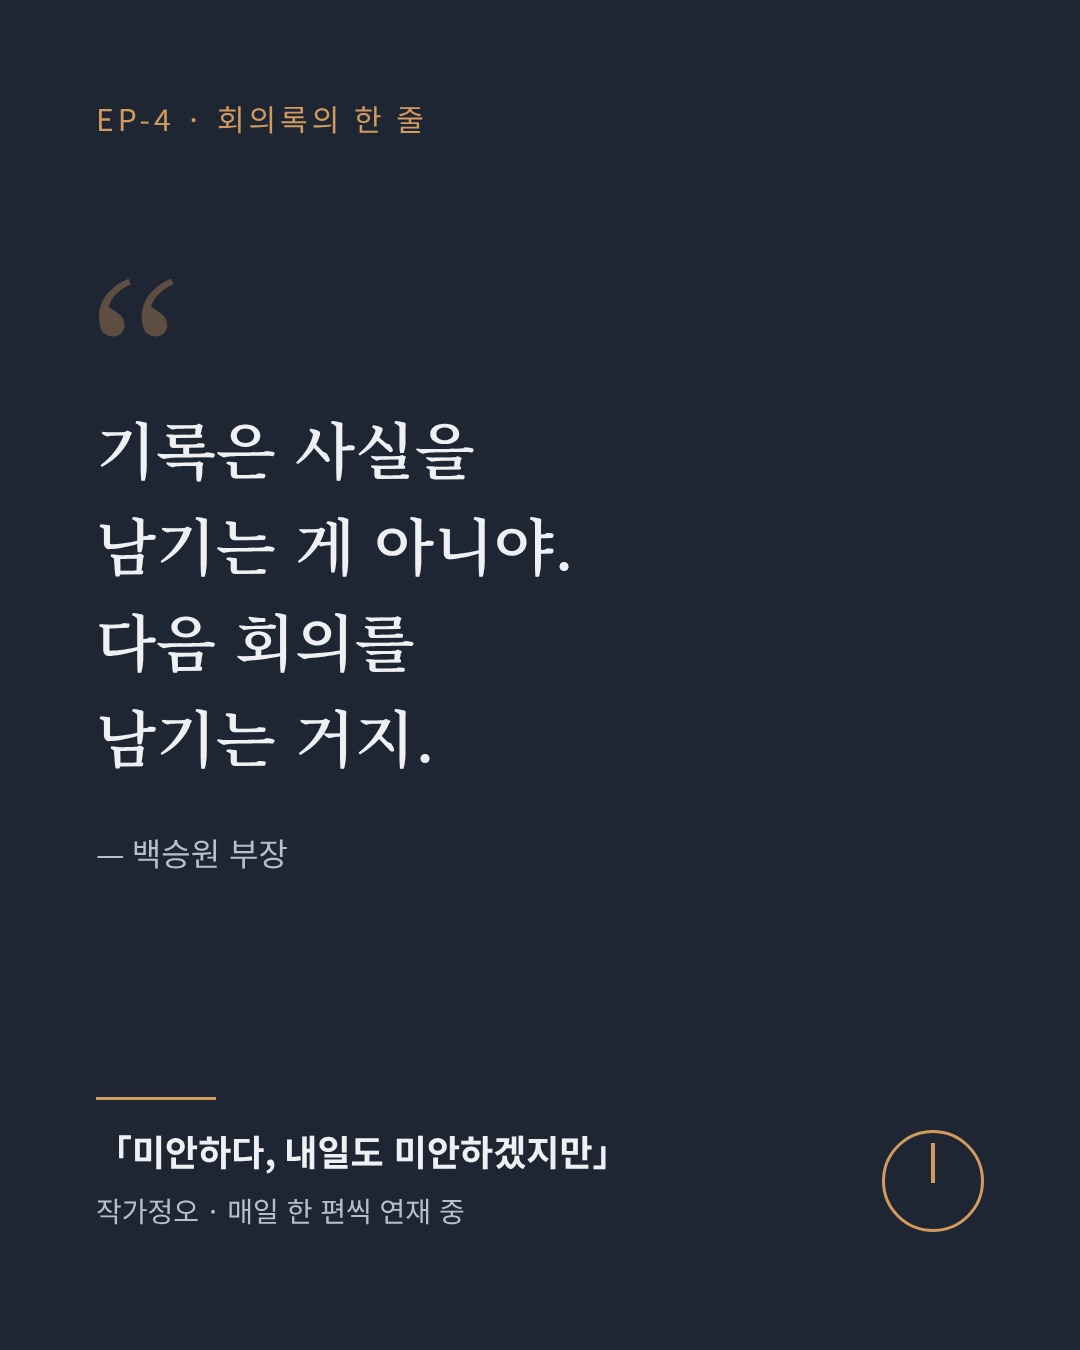 EP-4 · 회의록의 한 줄
“
기록은 사실을
남기는 게 아니야.
다음 회의를
남기는 거지.
— 백승원 부장
「미안하다, 내일도 미안하겠지만」
작가정오 · 매일 한 편씩 연재 중